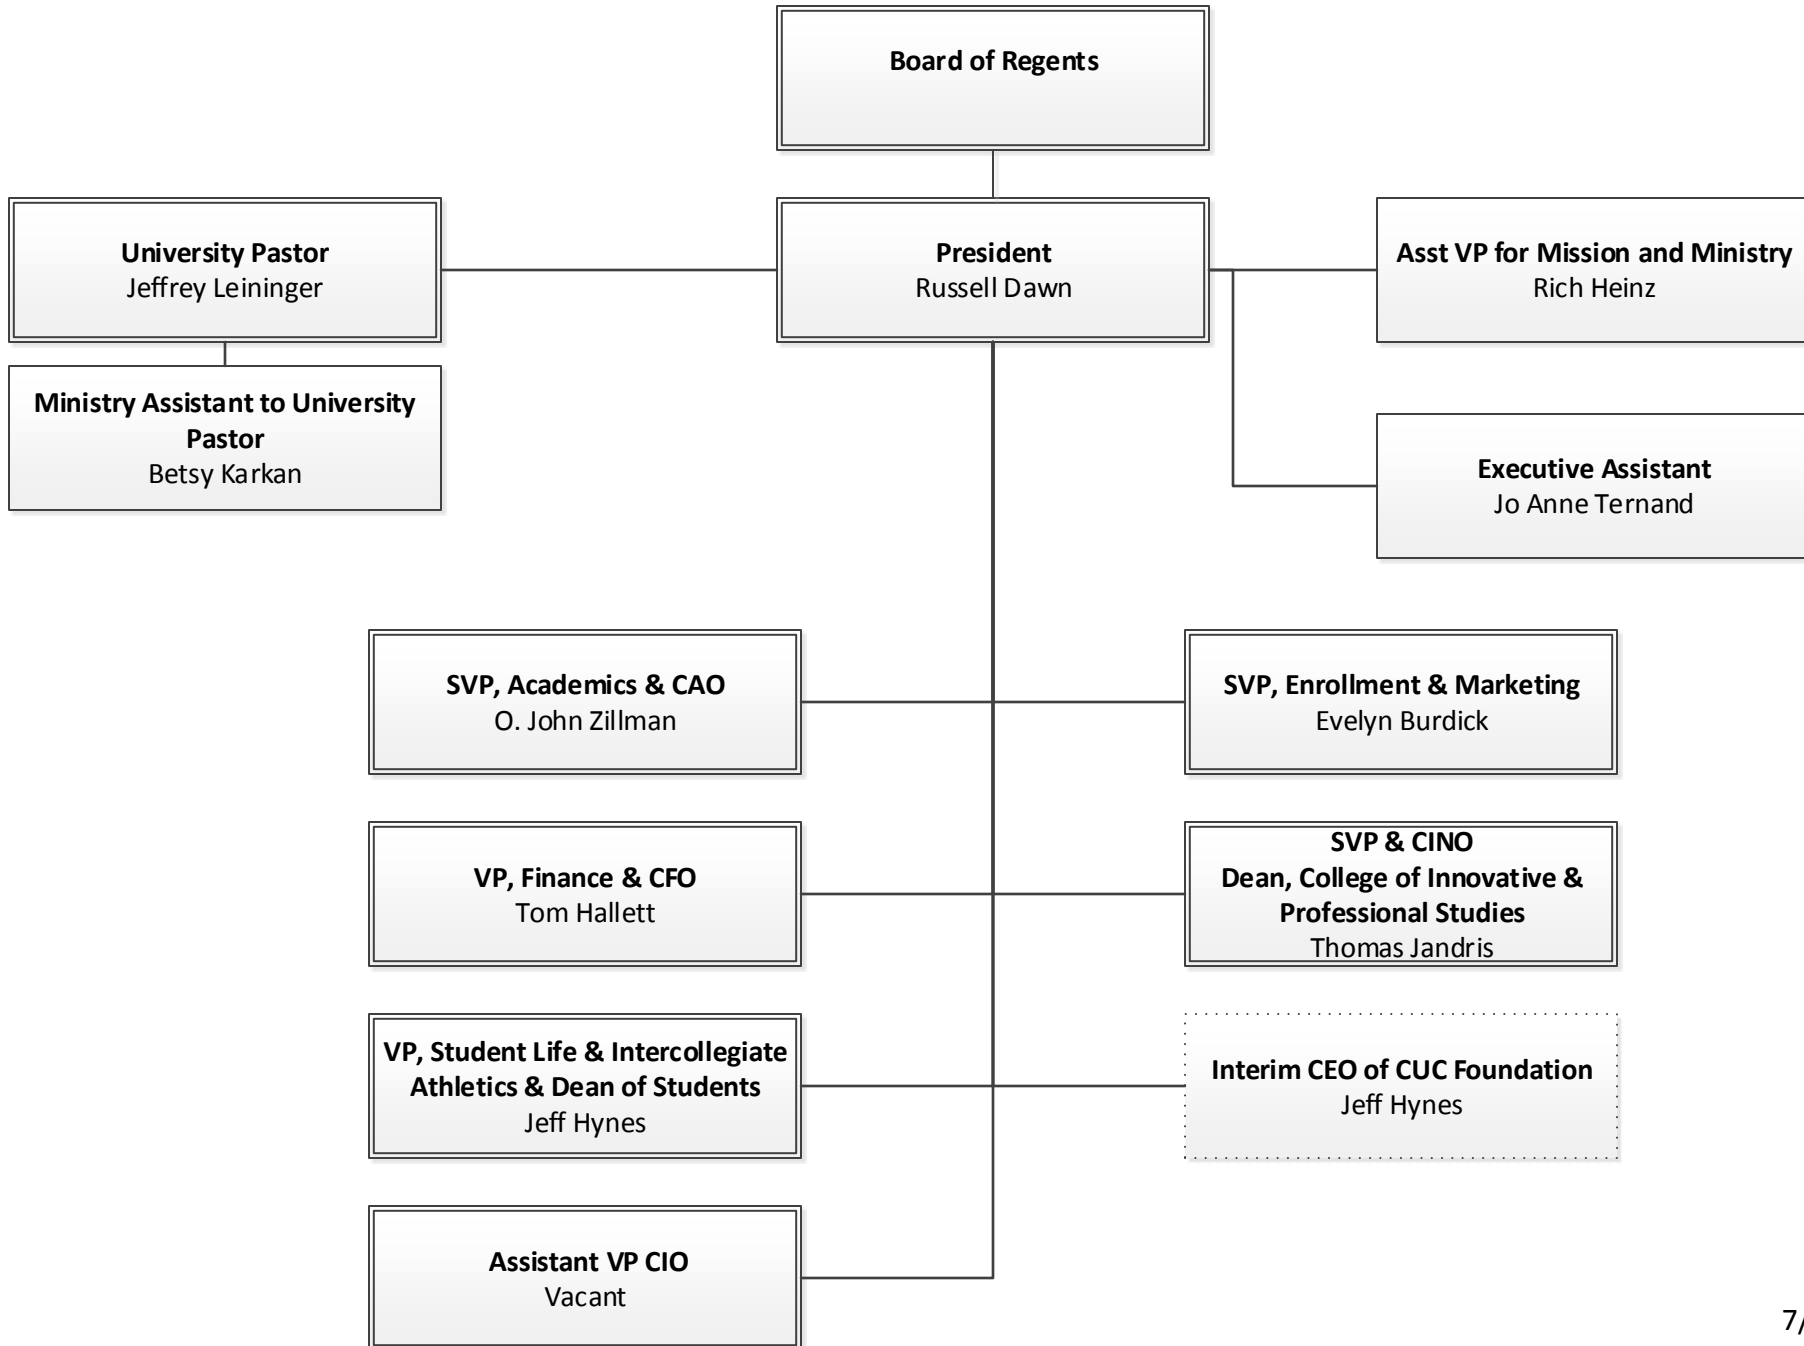 Board of Regents
University Pastor
Jeffrey Leininger
President
Russell Dawn
Asst VP for Mission and Ministry
Rich Heinz
Ministry Assistant to University
Pastor
Betsy Karkan
Executive Assistant
Jo Anne Ternand
SVP, Academics & CAO
O. John Zillman
SVP, Enrollment & Marketing
Evelyn Burdick
VP, Finance & CFO
Tom Hallett
SVP & CINO
Dean, College of Innovative &
Professional Studies
Thomas Jandris
VP, Student Life & Intercollegiate
Athletics & Dean of Students
Jeff Hynes
Interim CEO of CUC Foundation
Jeff Hynes
Assistant VP CIO
Vacant
7/